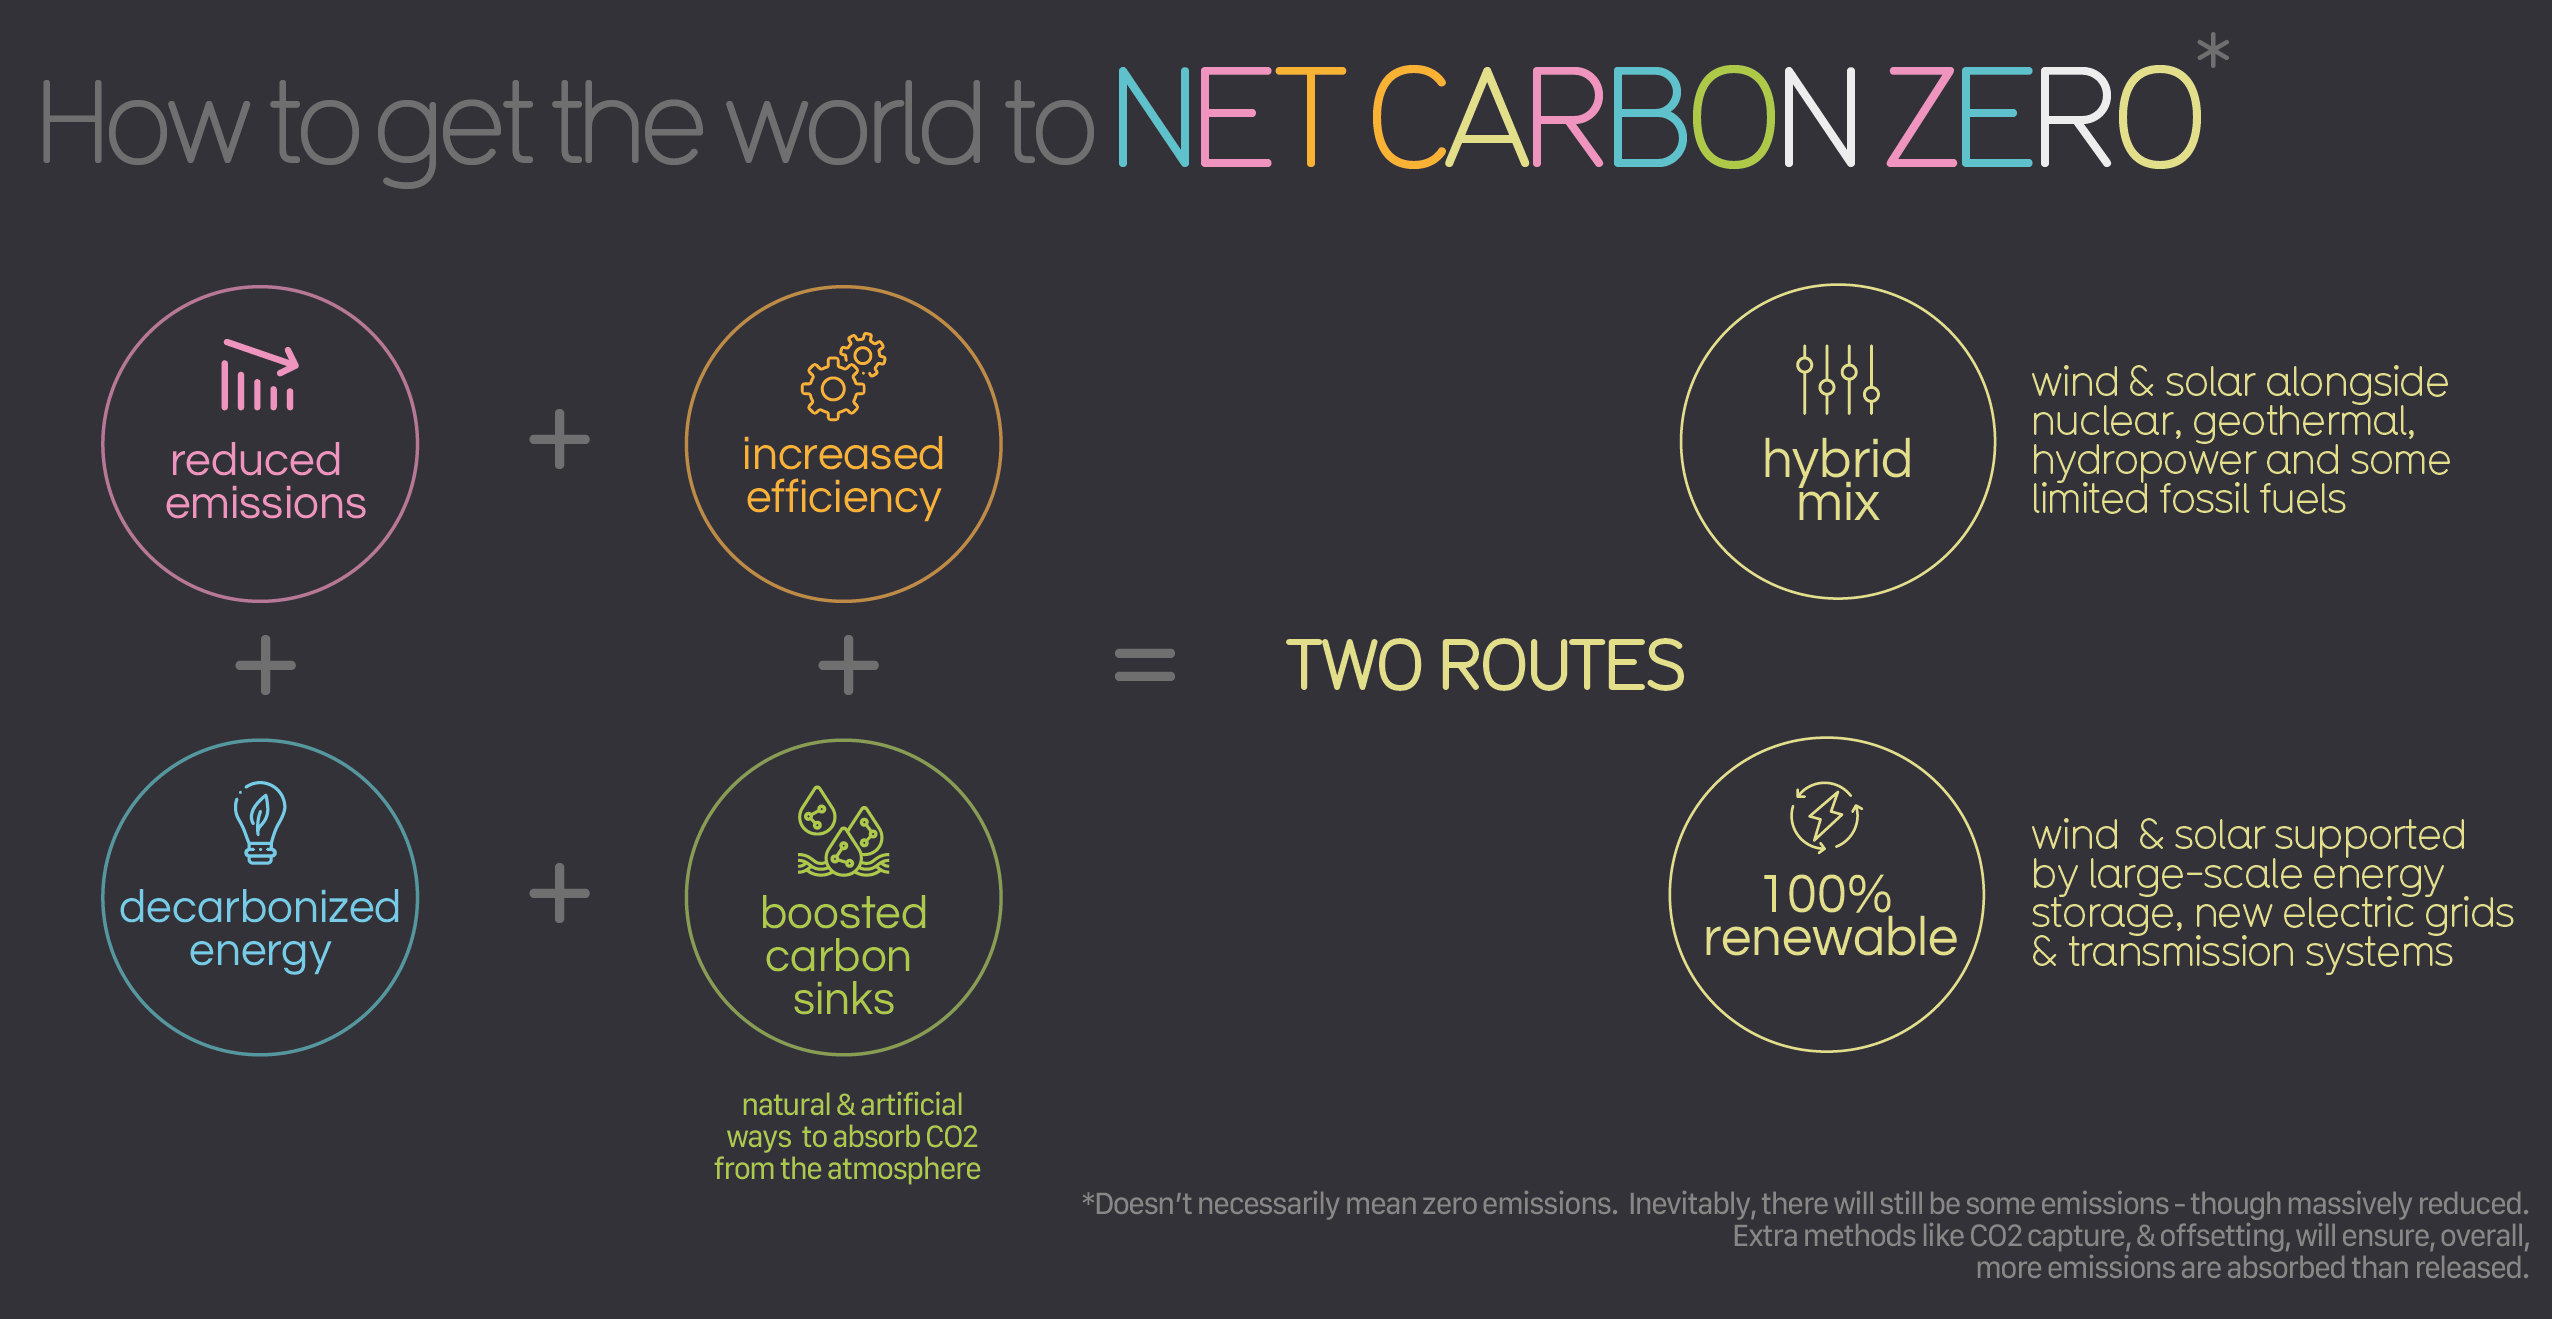 How to get the world to NET CARBON ZERO*
reduced
emissions
+
increased
efficiency
+
+
decarbonized
energy
+
boosted
carbon
sinks
natural & artificial
ways to absorb CO2
from the atmosphere
=
TWO ROUTES
hybrid
mix
wind & solar alongside
nuclear, geothermal,
hydropower and some
limited fossil fuels
100%
renewable
wind & solar supported
by large-scale energy
storage, new electric grids
& transmission systems
*Doesn't necessarily mean zero emissions. Inevitably, there will still be some emissions - though massively reduced.
Extra methods like CO2 capture, & offsetting, will ensure, overall,
more emissions are absorbed than released.